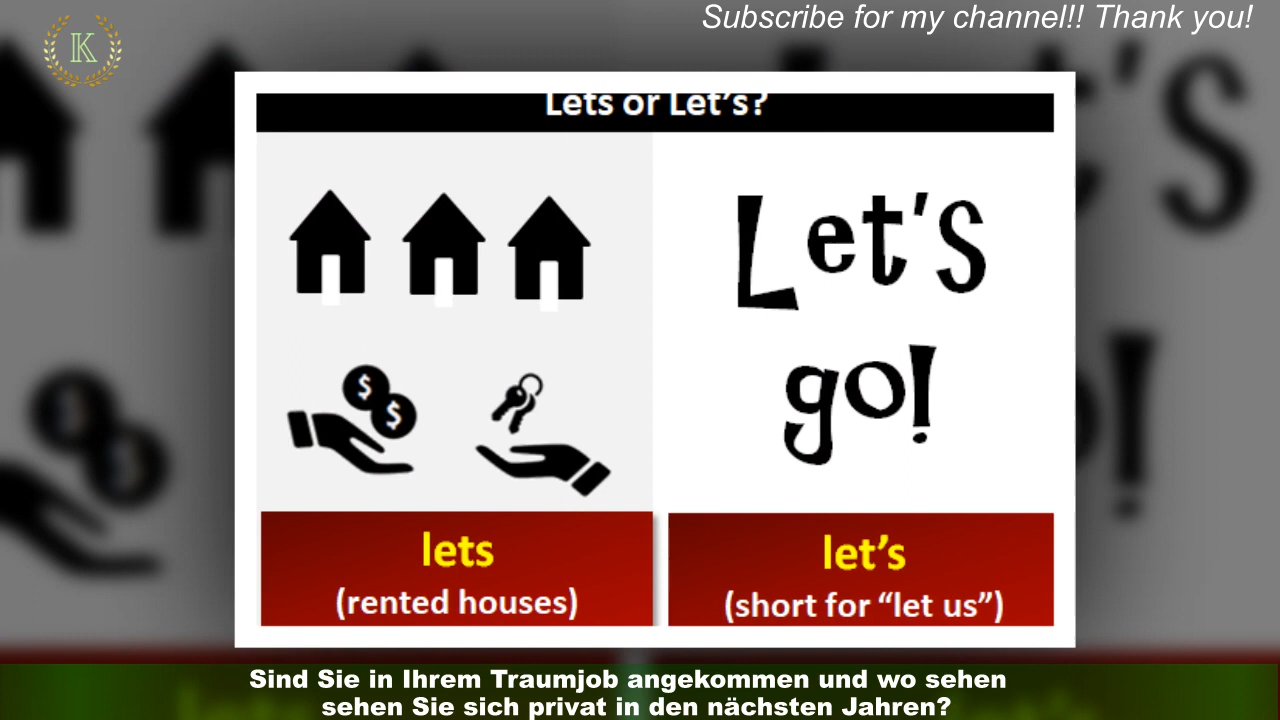 Subscribe for my channel!! Thank you!
K
Lets or Let's?
Let's
go!
$
$
lets
(rented houses)
let's
(short for “let us”)
Sind Sie in Ihrem Traumjob angekommen und wo sehen
sehen Sie sich privat in den nächsten Jahren?